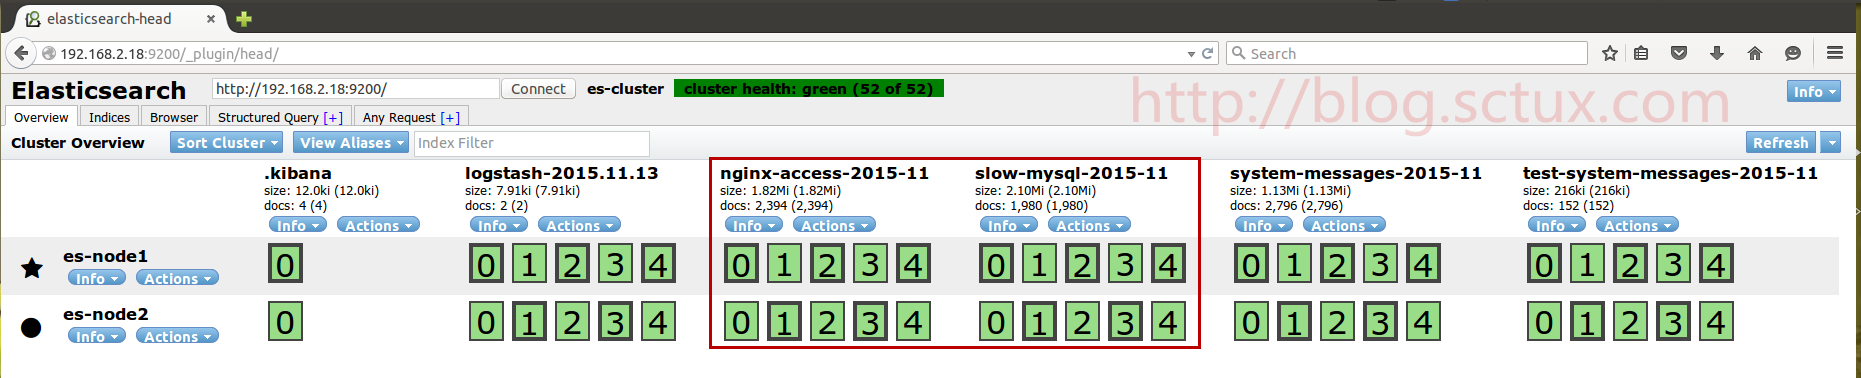 elasticsearch-head
192.168.2.18:9200/_plugin/head/
Search
Elasticsearch http://192.168.2.18:9200/ Connect es-cluster cluster health: green (52 of 52) http://blog.sctux.com Info
Overview Indices Browser Structured Query [+] Any Request [+]
Cluster Overview Sort Cluster View Aliases Index Filter Refresh
.kibana logstash-2015.11.13 nginx-access-2015-11 slow-mysql-2015-11 system-messages-2015-11 test-system-messages-2015-11
size: 12.0ki (12.0ki) size: 7.91ki (7.91ki) size: 1.82Mi (1.82Mi) size: 2.10Mi (2.10Mi) size: 1.13Mi (1.13Mi) size: 216ki (216ki)
docs: 4 (4) docs: 2 (2) docs: 2,394 (2,394) docs: 1,980 (1,980) docs: 2,796 (2,796) docs: 152 (152)
Info Actions Info Actions Info Actions Info Actions Info Actions Info Actions
es-node1 0 0 1 2 3 4 0 1 2 3 4 0 1 2 3 4 0 1 2 3 4 0 1 2 3 4
Info Actions
es-node2 0 0 1 2 3 4 0 1 2 3 4 0 1 2 3 4 0 1 2 3 4 0 1 2 3 4
Info Actions